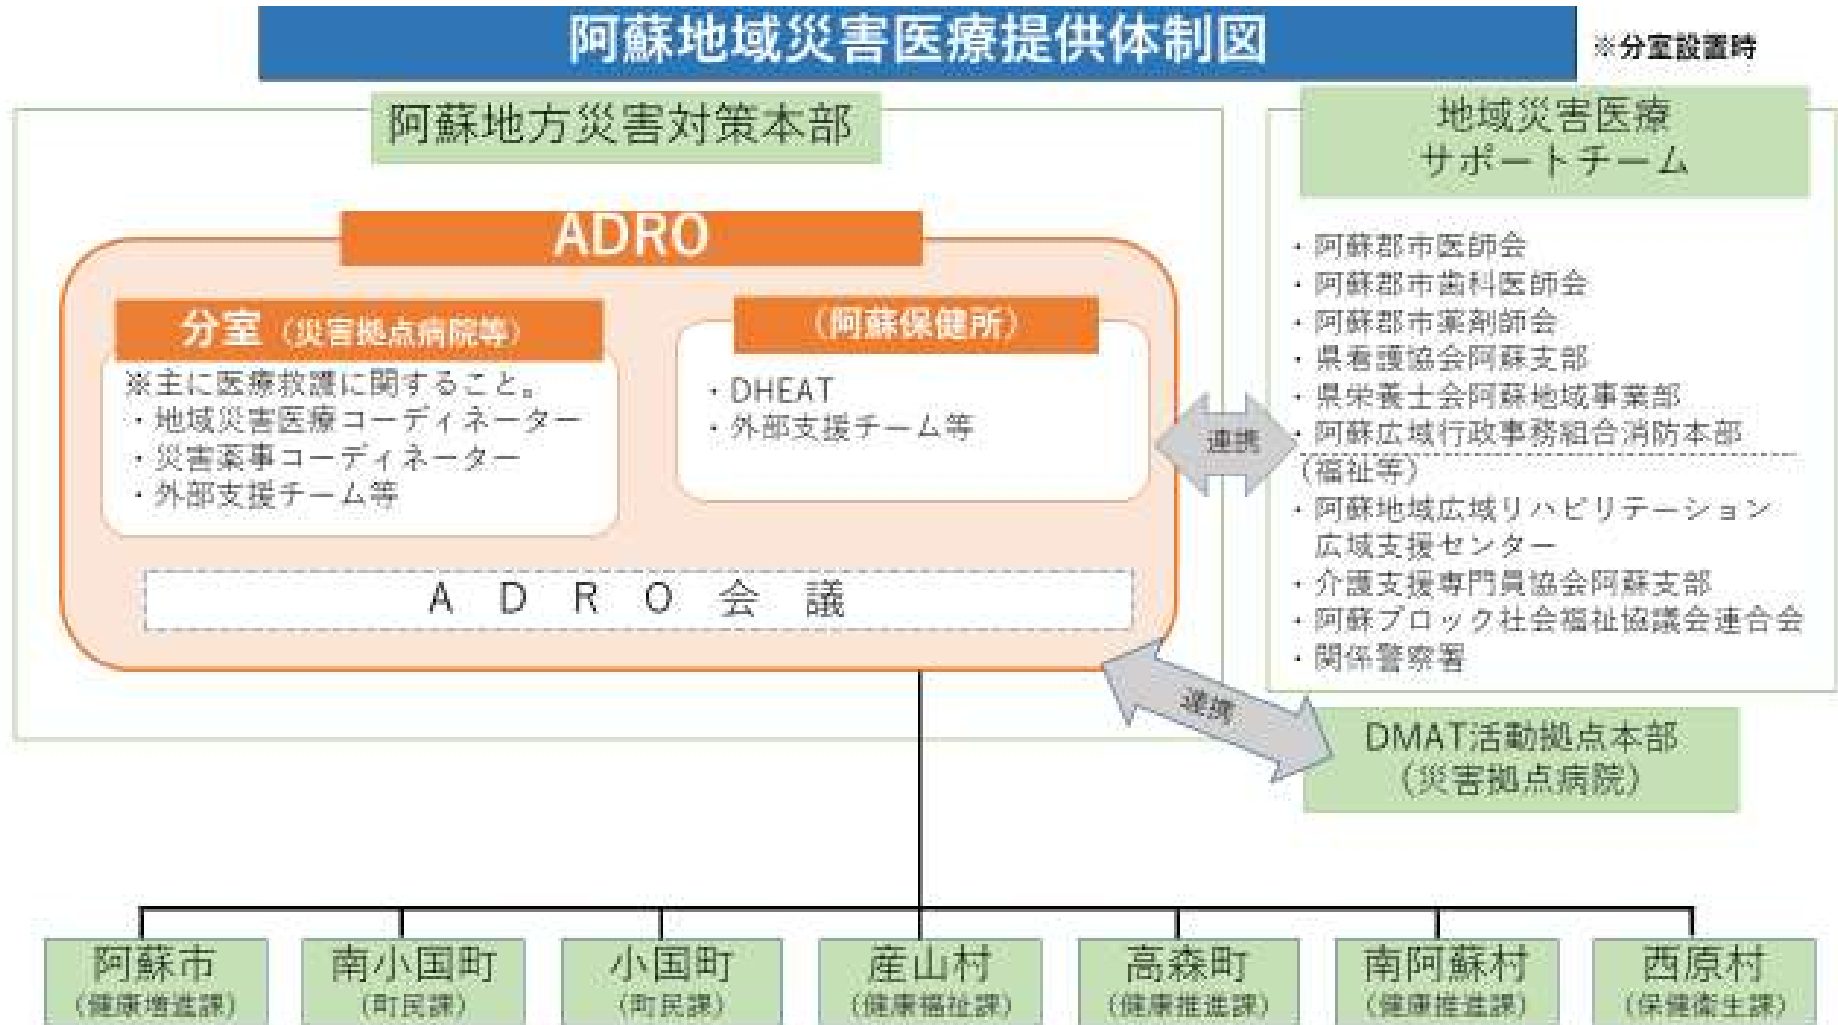 阿蘇地域災害医療提供体制図
※分室設置時
阿蘇地方災害対策本部
ADRO
分室（災害拠点病院等）
※主に医療救護に関すること。
・地域災害医療コーディネーター
・災害薬事コーディネーター
・外部支援チーム等
（阿蘇保健所）
・DHEAT
・外部支援チーム等
ADRO会議
連携
地域災害医療
サポートチーム
・阿蘇郡市医師会
・阿蘇郡市歯科医師会
・阿蘇郡市薬剤師会
・県看護協会阿蘇支部
・県栄養士会阿蘇地域事業部
・阿蘇広域行政事務組合消防本部
（福祉等）
・阿蘇地域広域リハビリテーション
広域支援センター
・介護支援専門員協会阿蘇支部
・阿蘇ブロック社会福祉協議会連合会
・関係警察署
連携
DMAT活動拠点本部
（災害拠点病院）
阿蘇市
（健康増進課）
南小国町
（町民課）
小国町
（町民課）
産山村
（健康福祉課）
高森町
（健康推進課）
南阿蘇村
（健康推進課）
西原村
（保健衛生課）